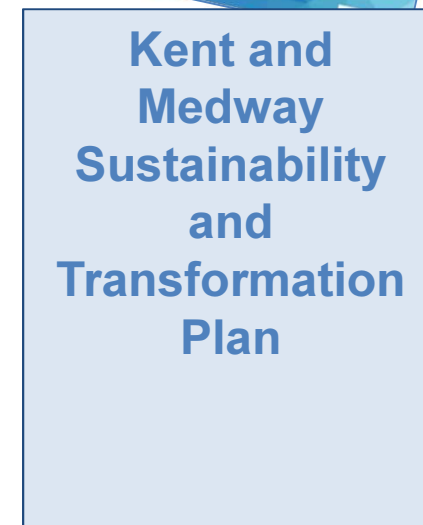 Kent and
Medway
Sustainability
and
Transformation
Plan